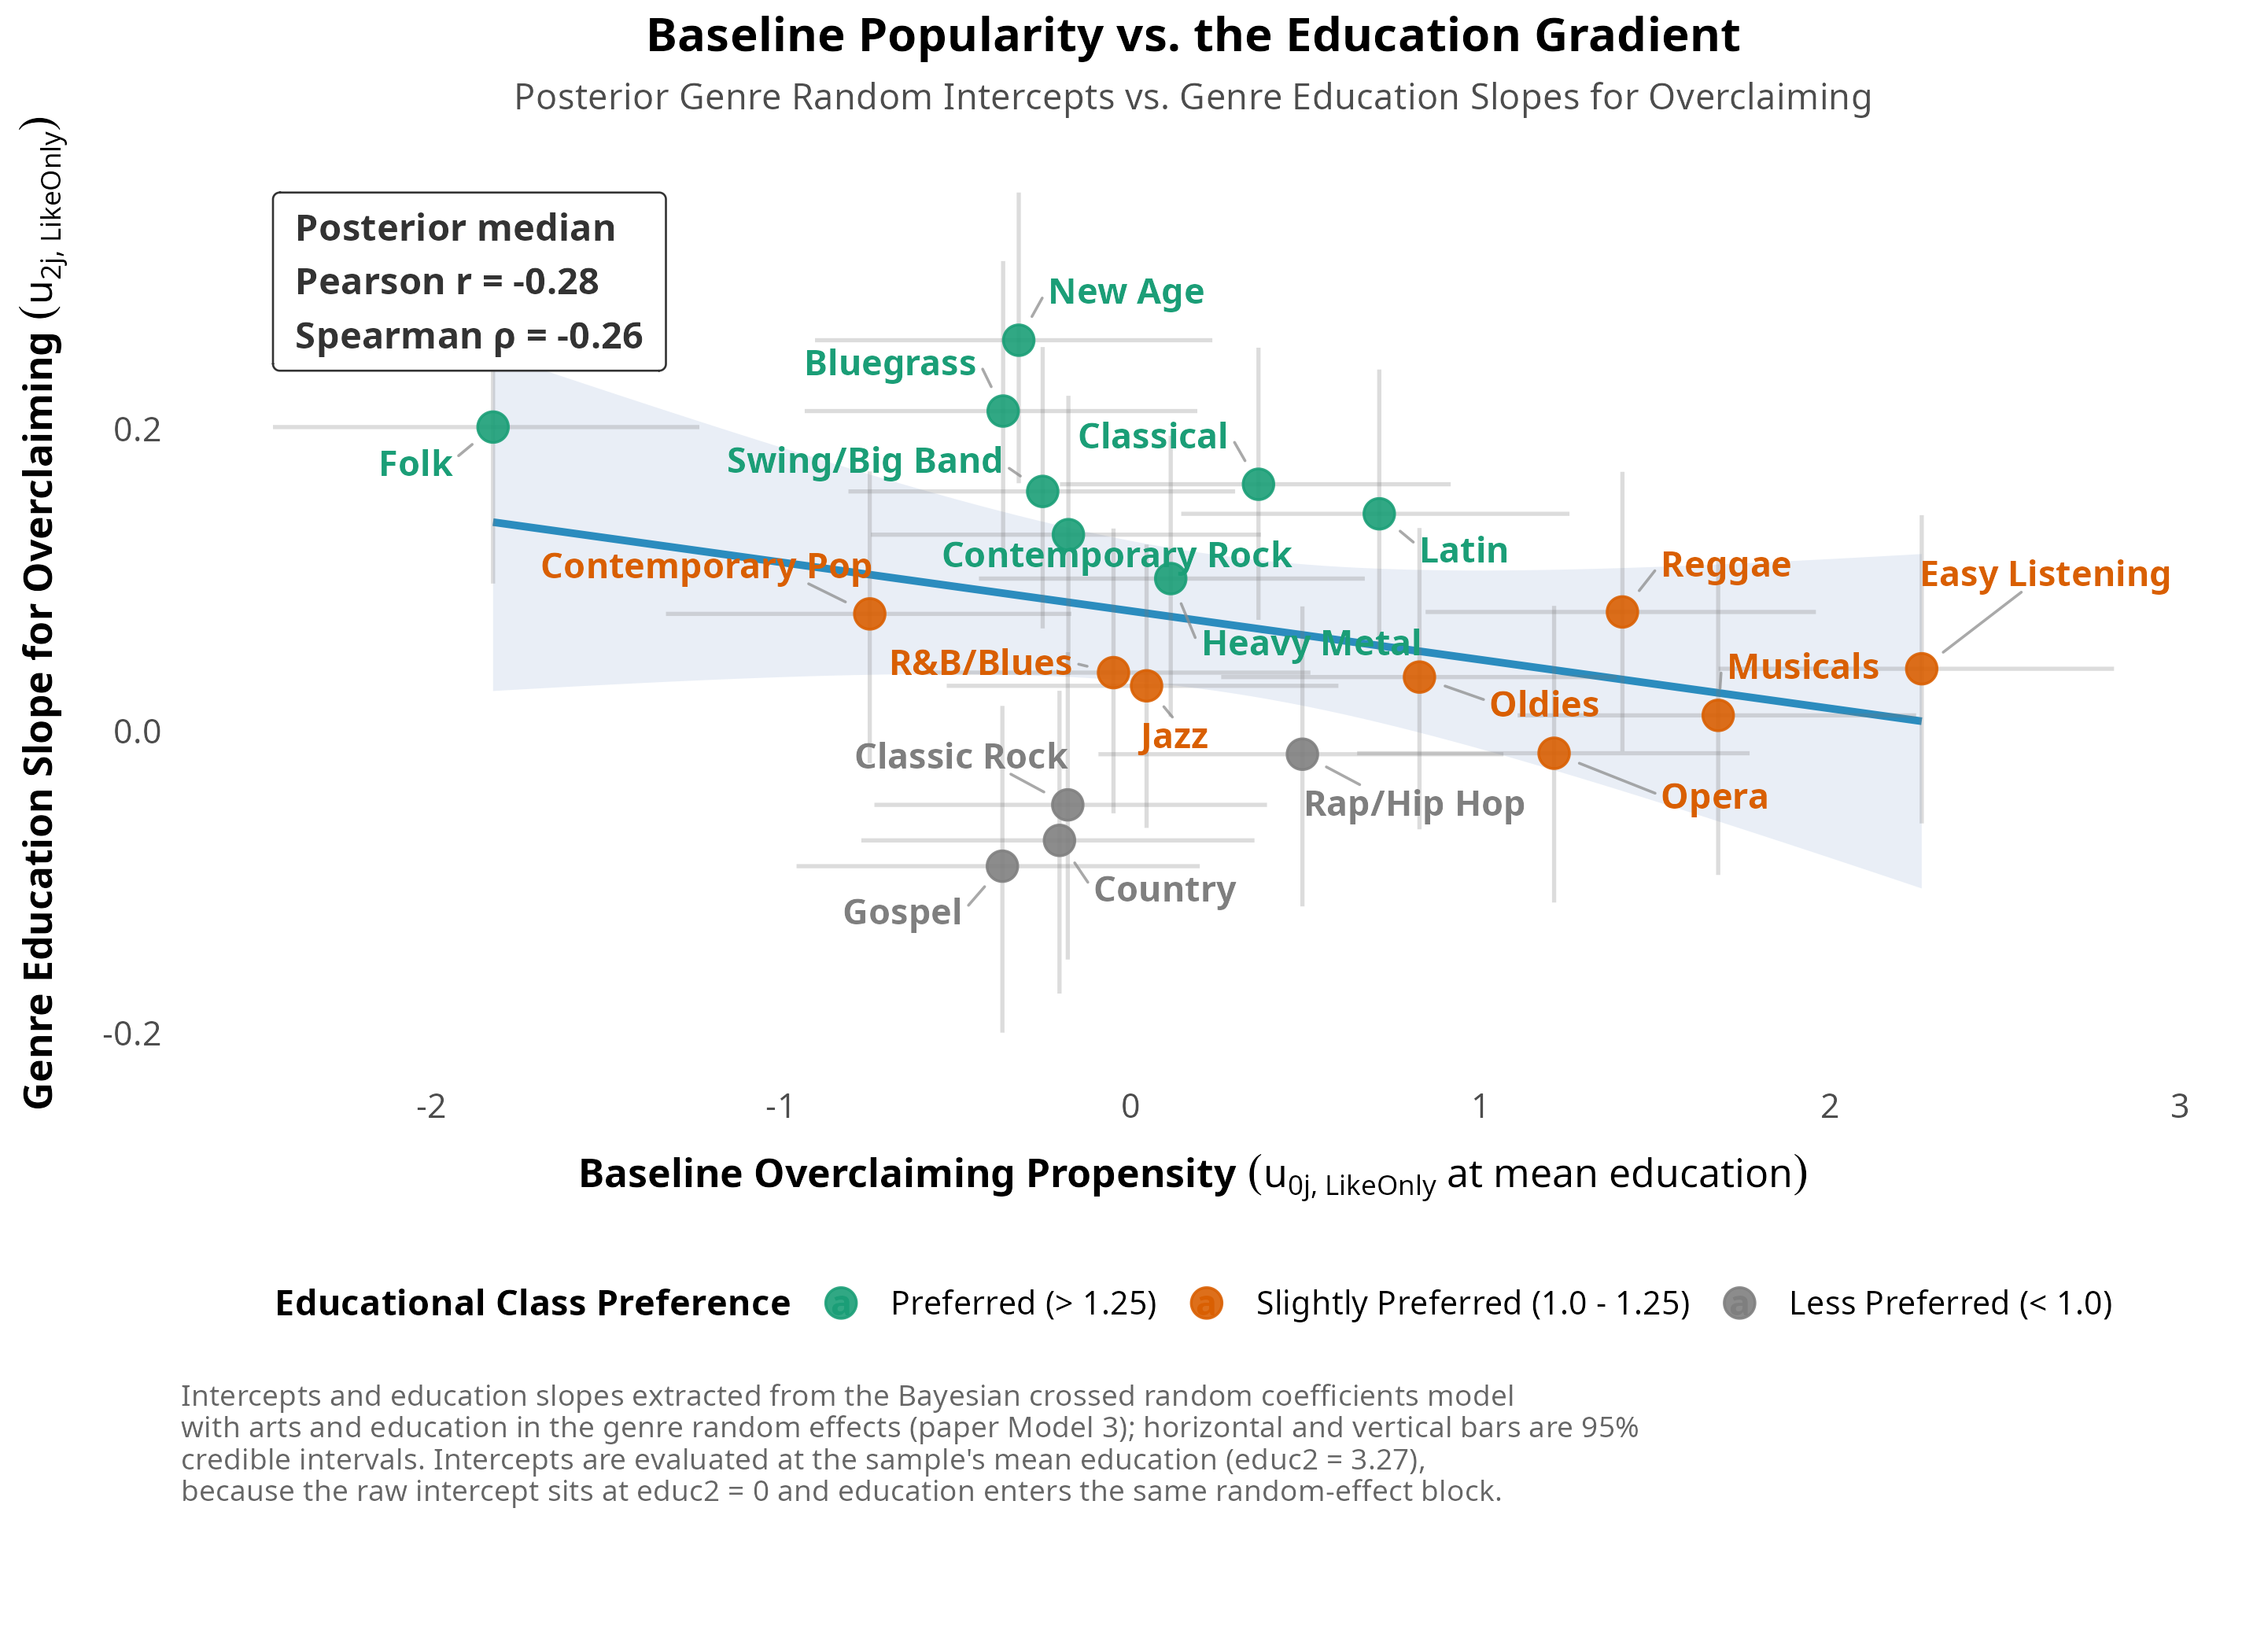 Baseline Popularity vs. the Education Gradient
Posterior Genre Random Intercepts vs. Genre Education Slopes for Overclaiming
Genre Education Slope for Overclaiming (u2j, LikeOnly)
Posterior median
Pearson r = -0.28
Spearman ρ = -0.26
New Age
Bluegrass
Classical
Swing/Big Band
Folk
Contemporary Rock
Latin
Contemporary Pop
Reggae
Easy Listening
Heavy Metal
R&B/Blues
Musicals
Oldies
Jazz
Classic Rock
Rap/Hip Hop
Opera
Country
Gospel
0.2
0.0
-0.2
-2
-1
0
1
2
3
Baseline Overclaiming Propensity (u0j, LikeOnly at mean education)
Educational Class Preference
a Preferred (> 1.25)
a Slightly Preferred (1.0 - 1.25)
a Less Preferred (< 1.0)
Intercepts and education slopes extracted from the Bayesian crossed random coefficients model
with arts and education in the genre random effects (paper Model 3); horizontal and vertical bars are 95%
credible intervals. Intercepts are evaluated at the sample's mean education (educ2 = 3.27),
because the raw intercept sits at educ2 = 0 and education enters the same random-effect block.